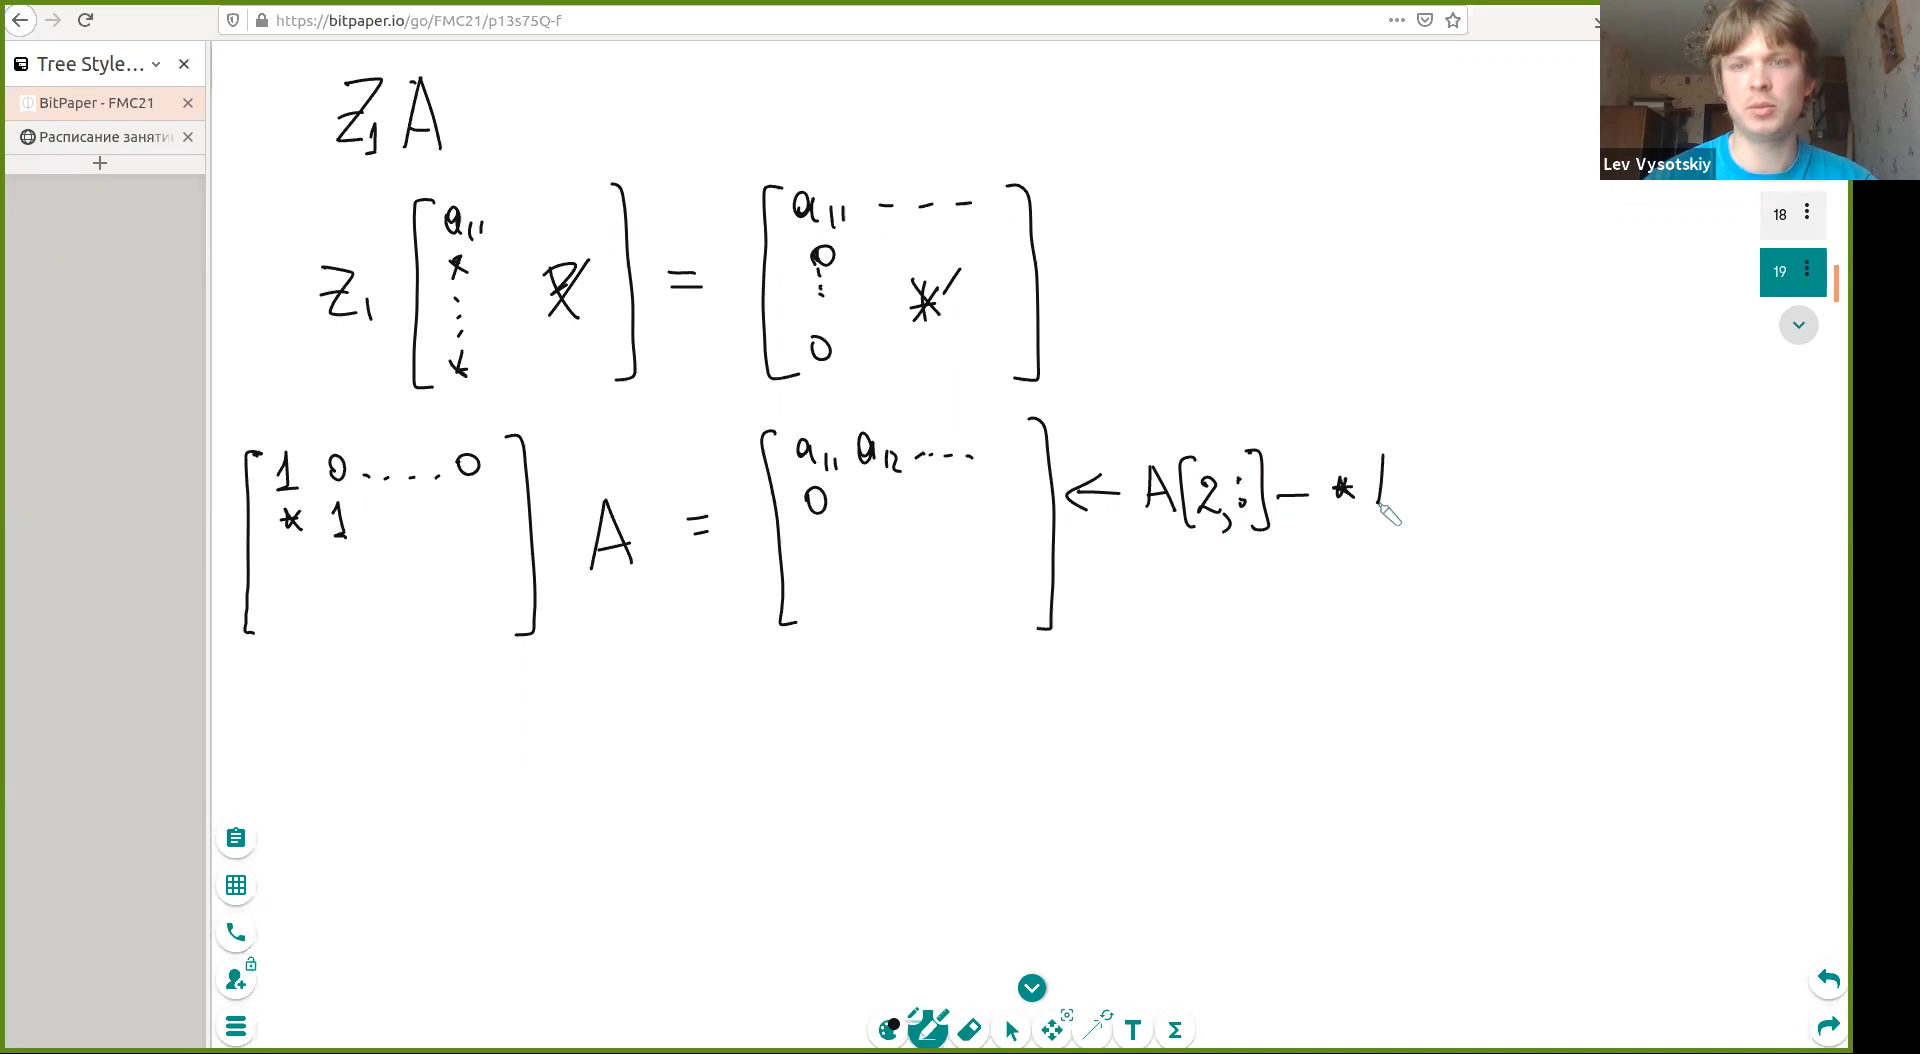 https://bitpaper.io/go/FMC21/p13s75Q-f
Tree Style...
BitPaper - FMC21
Расписание заняти
Lev Vysotskiy
18
19
Z₁ A
Z₁ [ a₁₁ * ⋮ * ] = [ a₁₁ - - - 0 ⋮ 0 * ]
[ 1 0 .... 0 * 1 ] A = [ a₁₁ a₁₂ .... 0 ] ← A[2,:] - *
T
Σ